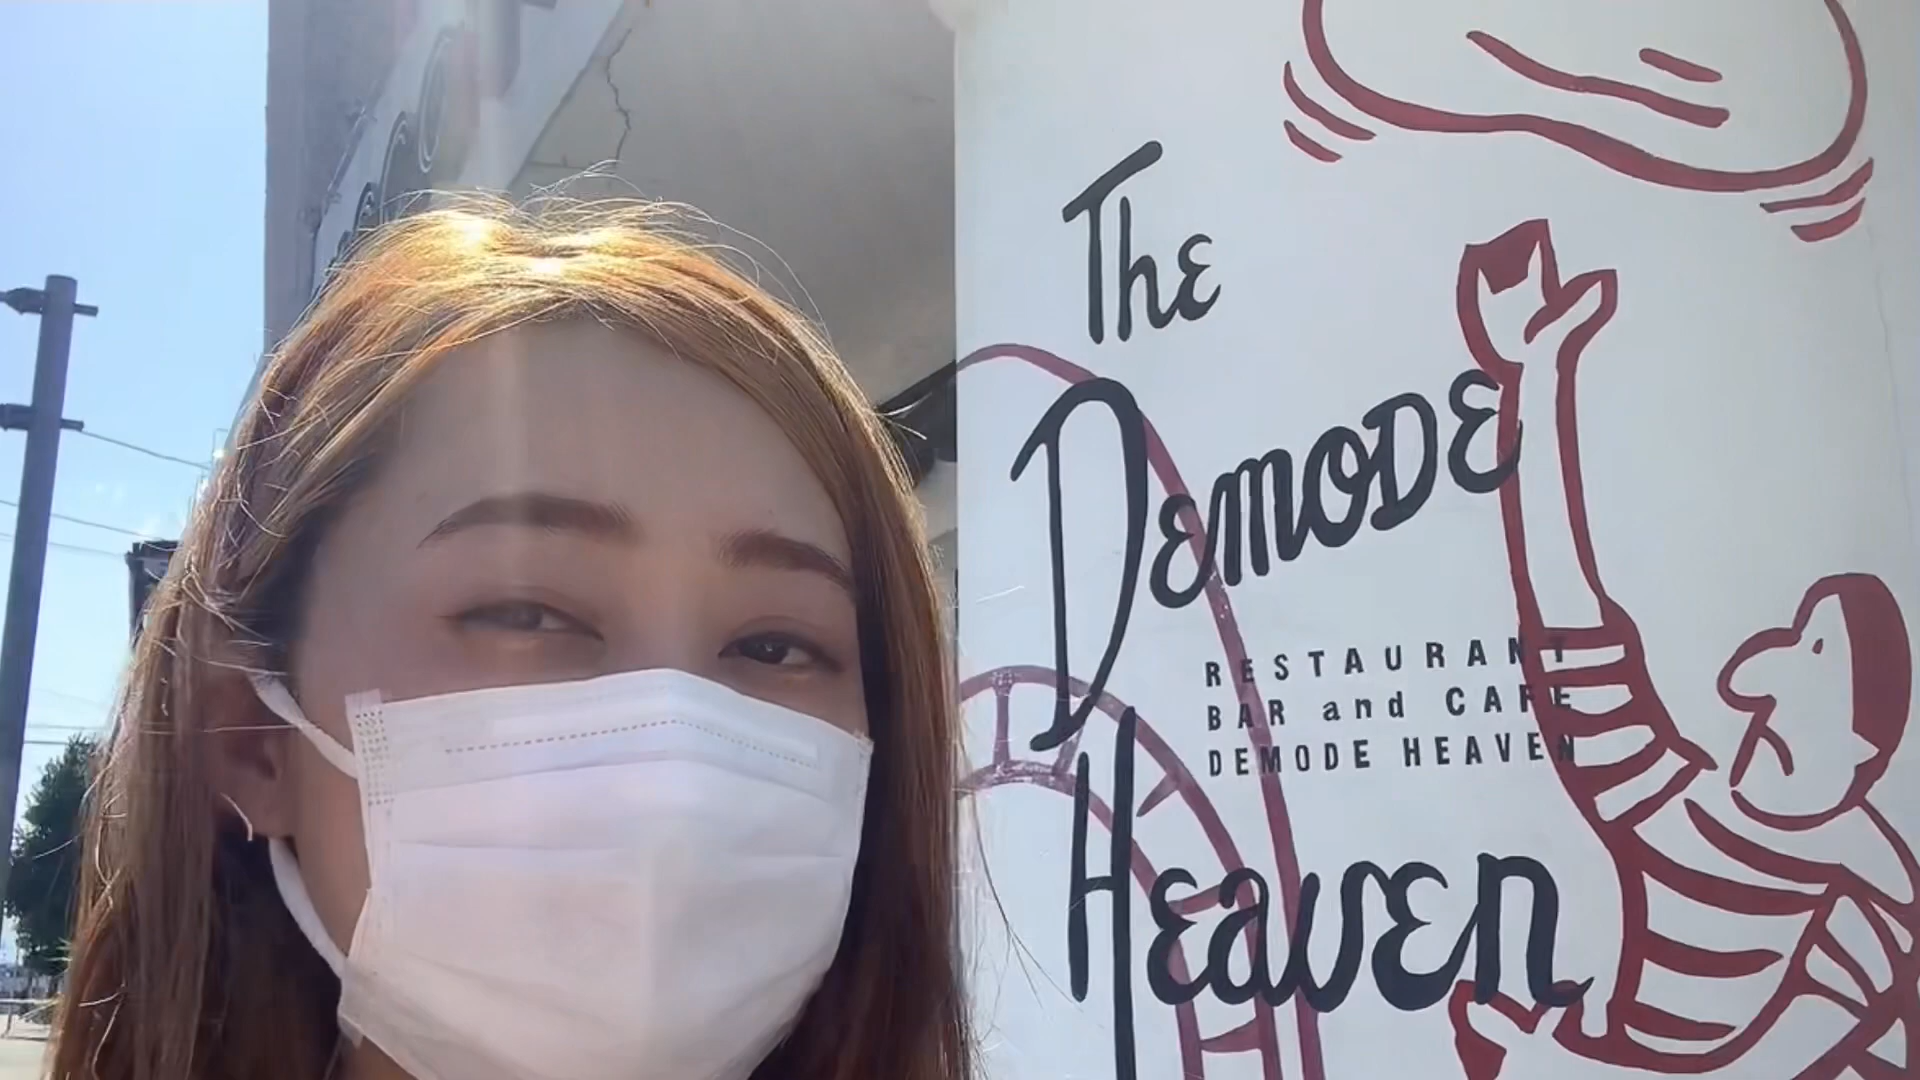 The
DEMODE
RESTAURANT
BAR and CAFE
DEMODE HEAVEN
HEAVEN